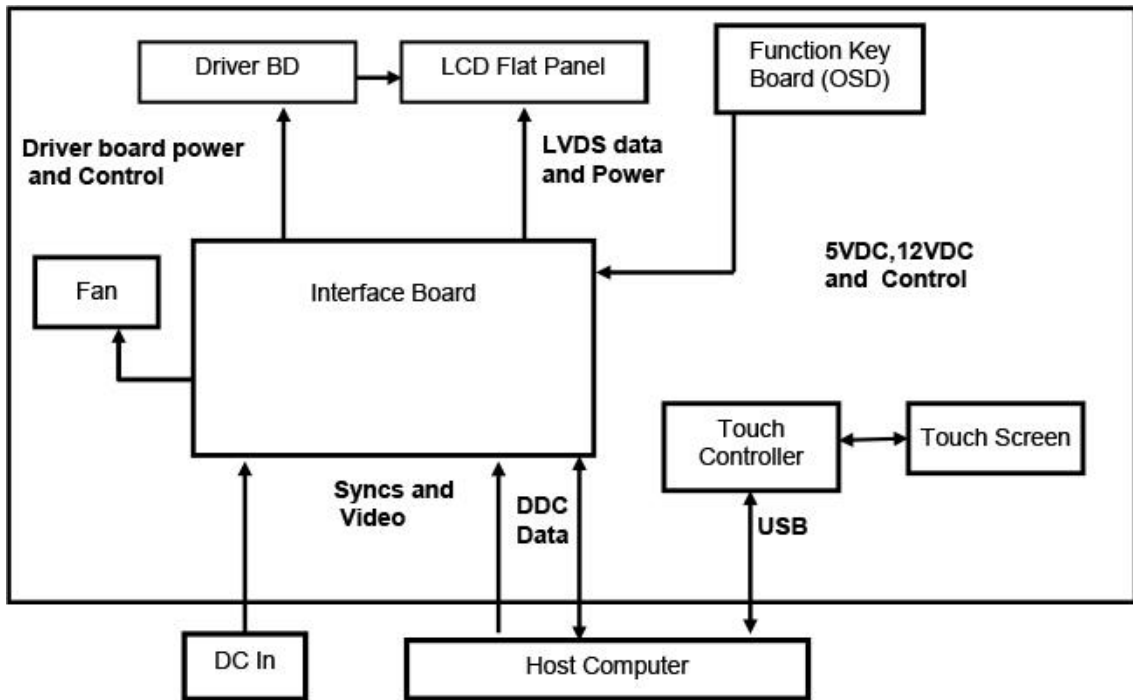 Driver BD
LCD Flat Panel
Function Key
Board (OSD)
Driver board power
and Control
LVDS data
and Power
5VDC,12VDC
and Control
Fan
Interface Board
Touch
Controller
Touch Screen
Syncs and
Video
DDC
Data
USB
DC In
Host Computer